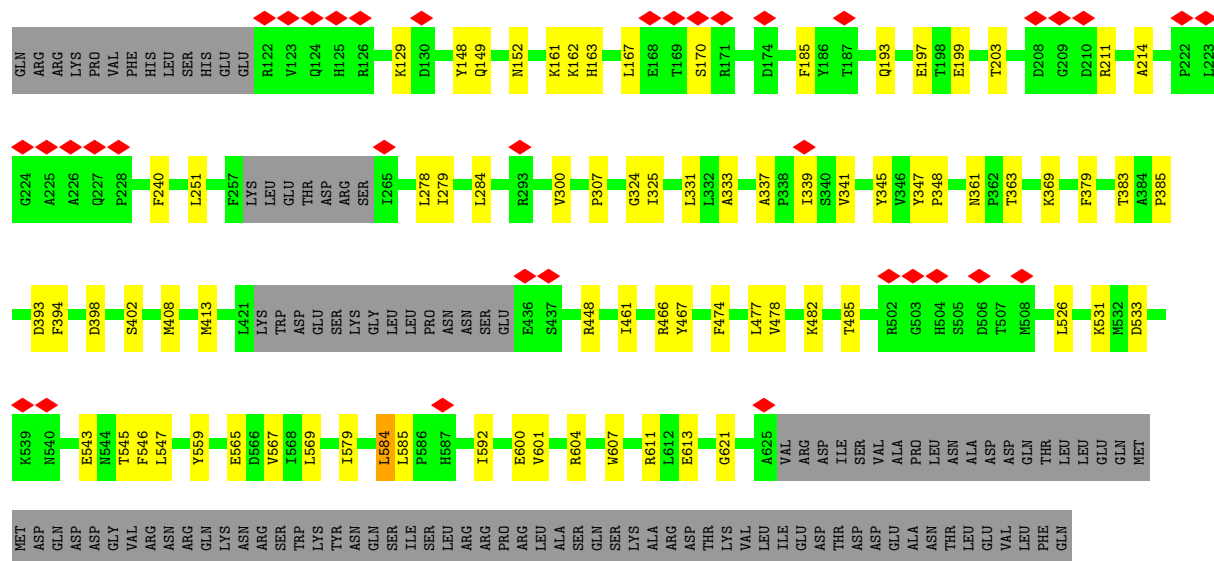 GLN ARG ARG LYS PRO VAL PHE HIS LEU SER HIS GLU GLU R122 V123 Q124 H125 R126 K129 D130 Y148 Q149 N152 K161 K162 H163 L167 E168 T169 S170 R171 D174 F185 Y186 T187 Q193 E197 T198 E199 T203 D208 G209 D210 R211 A214 P222 L223
G224 A225 A226 Q227 P228 F240 L251 F257 LYS LEU GLU THR ASP ARG SER I265 L278 I279 L284 R293 V300 P307 G324 I325 L331 L332 A333 A337 P338 I339 S340 V341 Y345 V346 Y347 P348 N361 P362 T363 K369 F379 T383 A384 P385
D393 F394 D398 S402 M408 M413 L421 LYS TRP ASP GLU SER LYS GLY LEU LEU PRO ASN ASN SER GLU E436 S437 R448 I461 R466 Y467 F474 L477 V478 K482 T485 R502 G503 H504 S505 D506 T507 M508 L526 K531 M532 D533
K539 N540 E543 N544 T545 F546 L547 Y559 E565 D566 V567 I568 L569 I579 L584 L585 P586 H587 I592 E600 V601 R604 W607 R611 L612 E613 G621 A625 VAL ARG ASP ILE SER VAL ALA PRO LEU ASN ALA ASP ASP GLN THR LEU LEU GLU GLN MET
MET ASP GLN ASP ASP GLY VAL ARG ASN ARG GLN LYS ASN ARG SER TRP LYS TYR ASN GLN SER ILE SER LEU ARG ARG PRO ARG LEU ALA SER GLN SER LYS ALA ARG ASP THR LYS VAL LEU ILE GLU ASP THR ASP ASP GLU ALA ASN THR LEU GLU VAL LEU PHE GLN